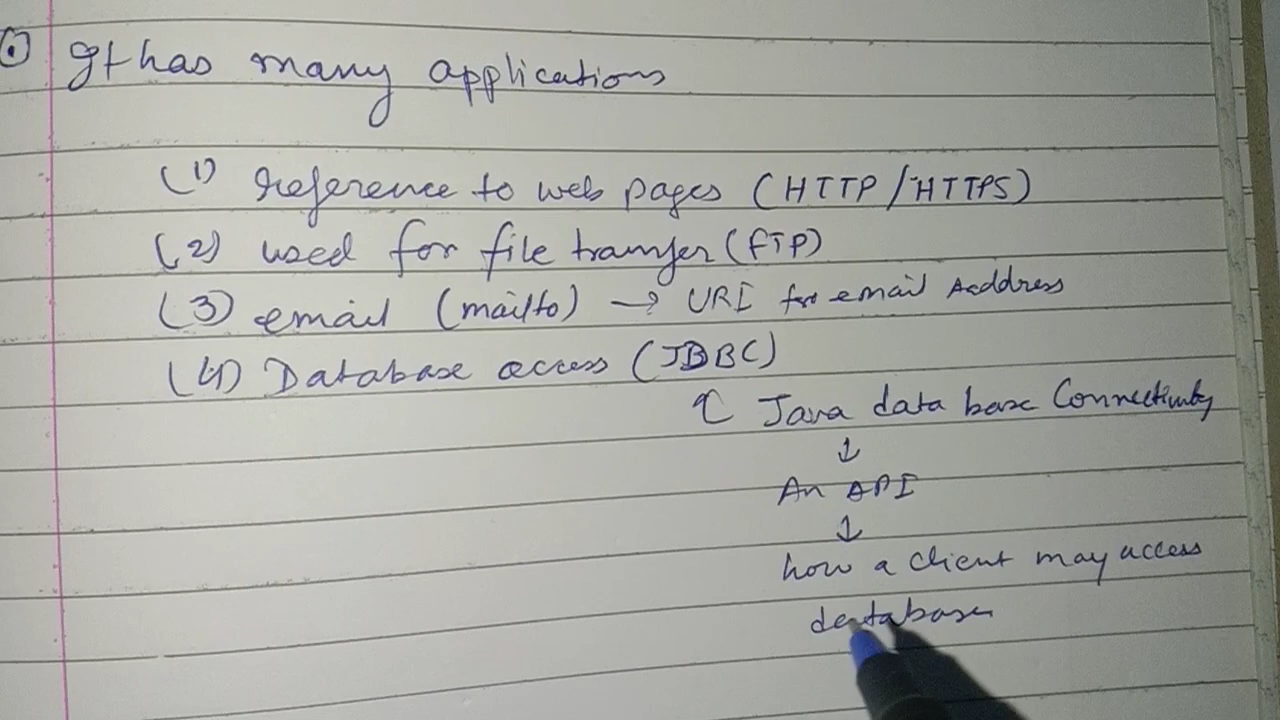 ⊙ It has many applications
(1) Reference to web pages (HTTP/HTTPS)
(2) used for file transfer (FTP)
(3) email (mailto) → URI for email Address
(4) Database access (JDBC)
Java data base Connectivity
↓
An API
↓
how a client may access
database